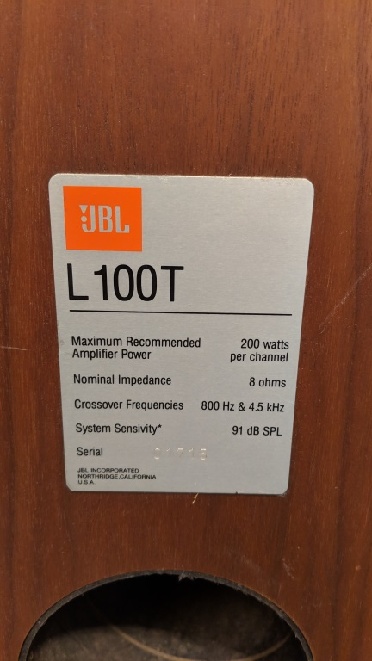 JBL
L100T
Maximum Recommended
Amplifier Power
200 watts
per channel
Nominal Impedance 8 ohms
Crossover Frequencies 800 Hz & 4.5 kHz
System Sensivity* 91 dB SPL
Serial
JBL INCORPORATED
NORTHRIDGE, CALIFORNIA
U.S.A.